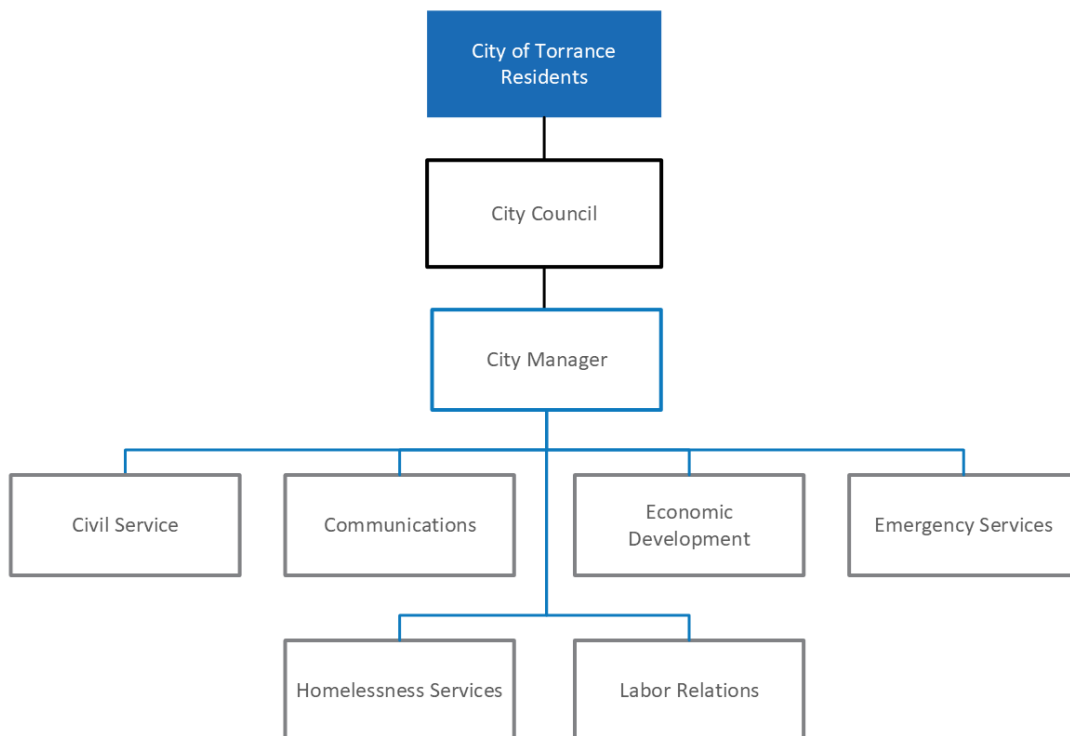 City of Torrance
Residents
City Council
City Manager
Civil Service
Communications
Economic
Development
Emergency Services
Homelessness Services
Labor Relations